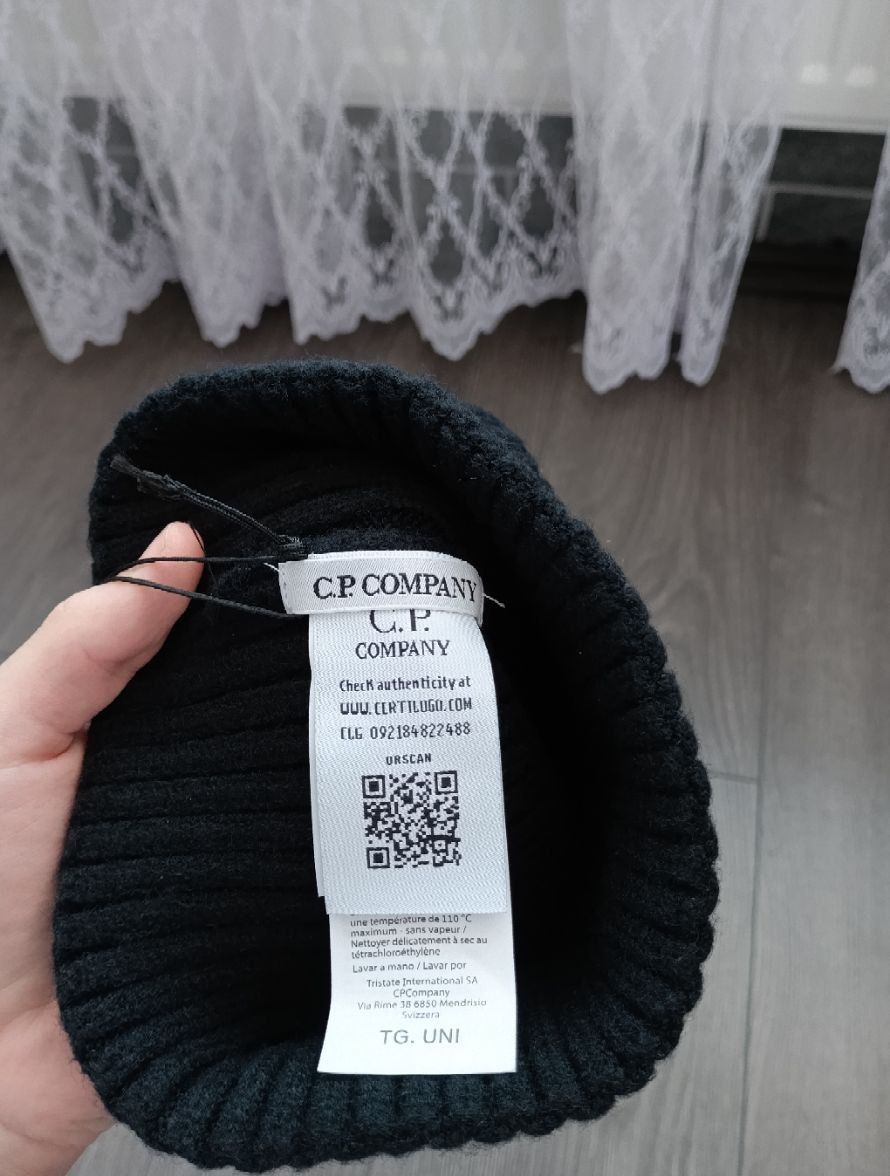 C.P. COMPANY
C.P.
COMPANY
Check authenticity at
WWW.CERTILOGO.COM
CLG 092184822488
ORSCAN
une température de 110 °C
maximum - sans vapeur /
Nettoyer délicatement à sec au
tétrachloroéthylène
Lavar a mano / Lavar por
Tristate International SA
CPCompany
Via Rime 38 6850 Mendrisio
Svizzera
TG. UNI